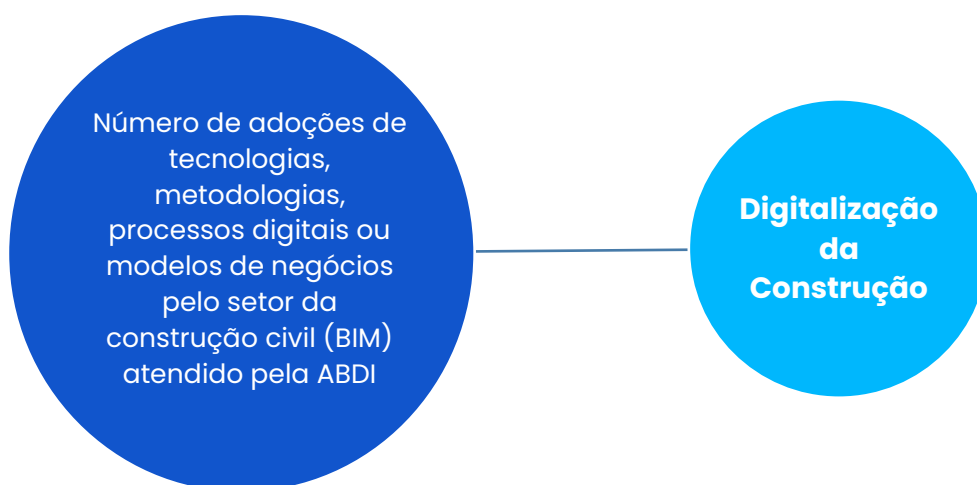 Número de adoções de
tecnologias,
metodologias,
processos digitais ou
modelos de negócios
pelo setor da
construção civil (BIM)
atendido pela ABDI
Digitalização
da
Construção